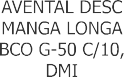 AVENTAL DESC
MANGA LONGA
BCO G-50 C/10,
DMI